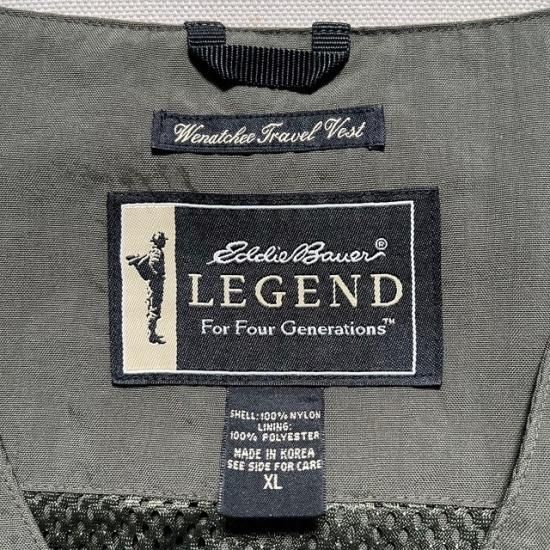 Wenatchee Travel Vest
Eddie Bauer®
LEGEND
For Four Generations™
SHELL: 100% NYLON
LINING:
100% POLYESTER
MADE IN KOREA
SEE SIDE FOR CARE
XL